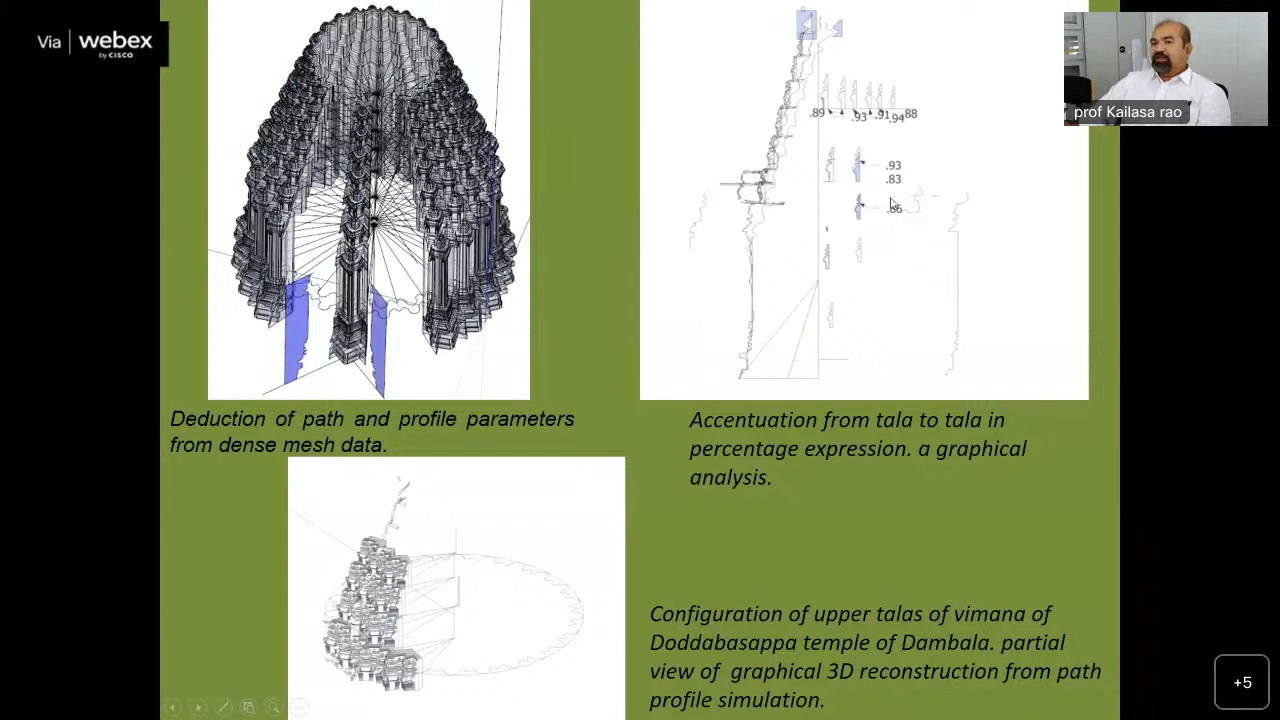 Via | webex
by CISCO
prof Kailasa rao
.89
.93
.91
.94
88
.93
.83
Deduction of path and profile parameters
from dense mesh data.
Accentuation from tala to tala in
percentage expression. a graphical
analysis.
Configuration of upper talas of vimana of
Doddabasappa temple of Dambala. partial
view of graphical 3D reconstruction from path
profile simulation.
+5